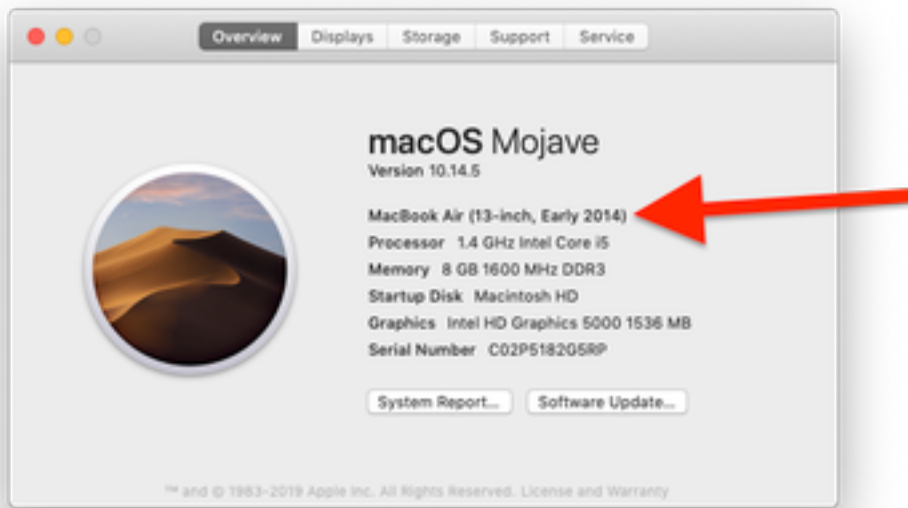 Overview Displays Storage Support Service
macOS Mojave
Version 10.14.5
MacBook Air (13-inch, Early 2014)
Processor 1.4 GHz Intel Core i5
Memory 8 GB 1600 MHz DDR3
Startup Disk Macintosh HD
Graphics Intel HD Graphics 5000 1536 MB
Serial Number C02P5182G5RP
System Report... Software Update...
™ and © 1983-2019 Apple Inc. All Rights Reserved. License and Warranty